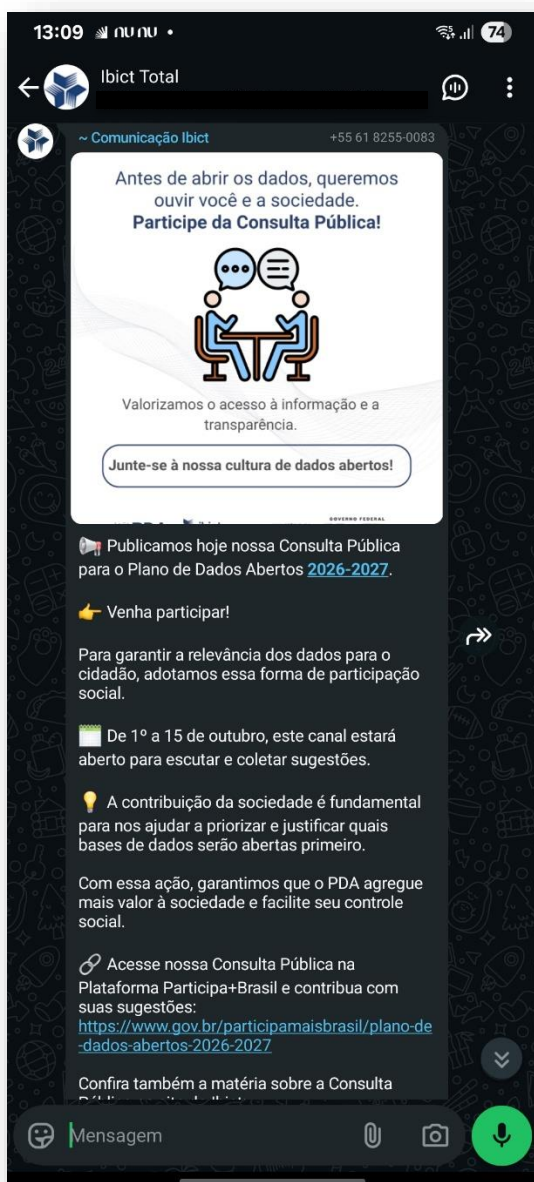 13:09
74
Ibict Total
~ Comunicação Ibict +55 61 8255-0083
Antes de abrir os dados, queremos
ouvir você e a sociedade.
Participe da Consulta Pública!
Valorizamos o acesso à informação e a
transparência.
Junte-se à nossa cultura de dados abertos!
GOVERNO FEDERAL
📢 Publicamos hoje nossa Consulta Pública
para o Plano de Dados Abertos 2026-2027.
👉 Venha participar!
Para garantir a relevância dos dados para o
cidadão, adotamos essa forma de participação
social.
🗓️ De 1º a 15 de outubro, este canal estará
aberto para escutar e coletar sugestões.
💡 A contribuição da sociedade é fundamental
para nos ajudar a priorizar e justificar quais
bases de dados serão abertas primeiro.
Com essa ação, garantimos que o PDA agregue
mais valor à sociedade e facilite seu controle
social.
🔗 Acesse nossa Consulta Pública na
Plataforma Participa+Brasil e contribua com
suas sugestões:
https://www.gov.br/participamaisbrasil/plano-de
-dados-abertos-2026-2027
Confira também a matéria sobre a Consulta
Mensagem